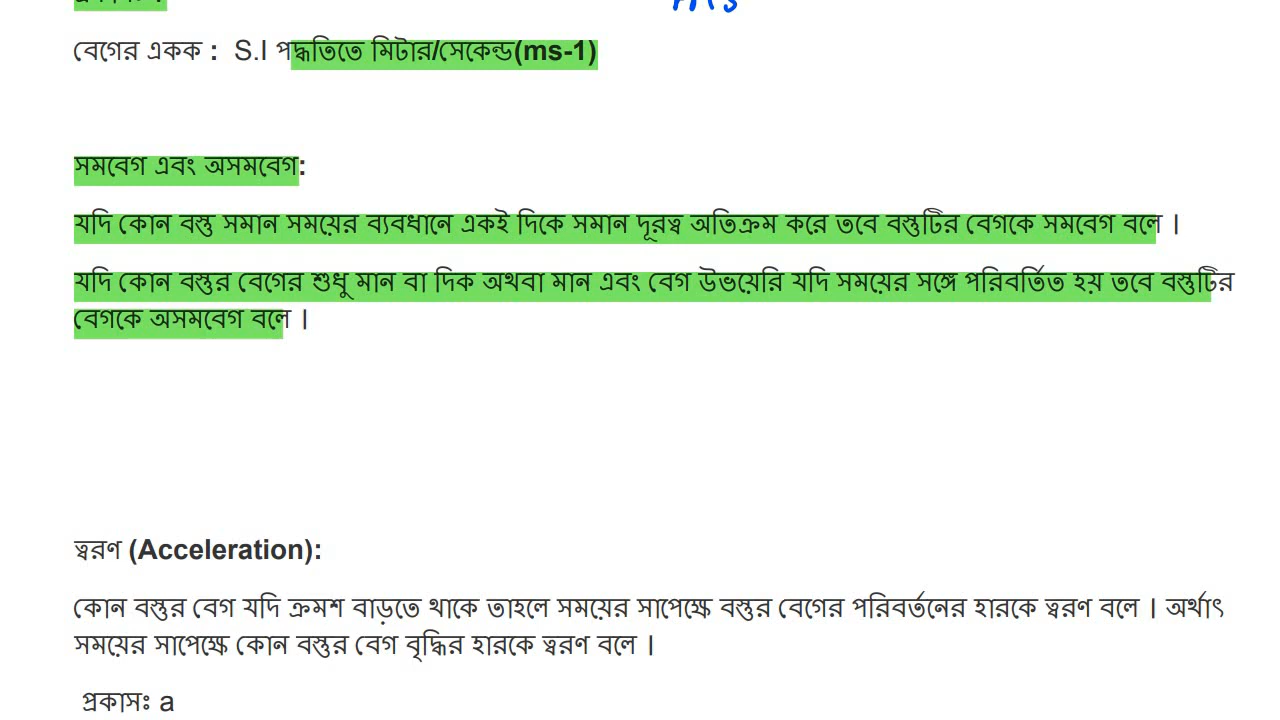 বেগের একক : S.I পদ্ধতিতে মিটার/সেকেন্ড(ms-1)
সমবেগ এবং অসমবেগ:
যদি কোন বস্তু সমান সময়ের ব্যবধানে একই দিকে সমান দূরত্ব অতিক্রম করে তবে বস্তুটির বেগকে সমবেগ বলে ।
যদি কোন বস্তুর বেগের শুধু মান বা দিক অথবা মান এবং বেগ উভয়েরি যদি সময়ের সঙ্গে পরিবর্তিত হয় তবে বস্তুটির
বেগকে অসমবেগ বলে ।
ত্বরণ (Acceleration):
কোন বস্তুর বেগ যদি ক্রমশ বাড়তে থাকে তাহলে সময়ের সাপেক্ষে বস্তুর বেগের পরিবর্তনের হারকে ত্বরণ বলে । অর্থাৎ
সময়ের সাপেক্ষে কোন বস্তুর বেগ বৃদ্ধির হারকে ত্বরণ বলে ।
প্রকাসঃ a